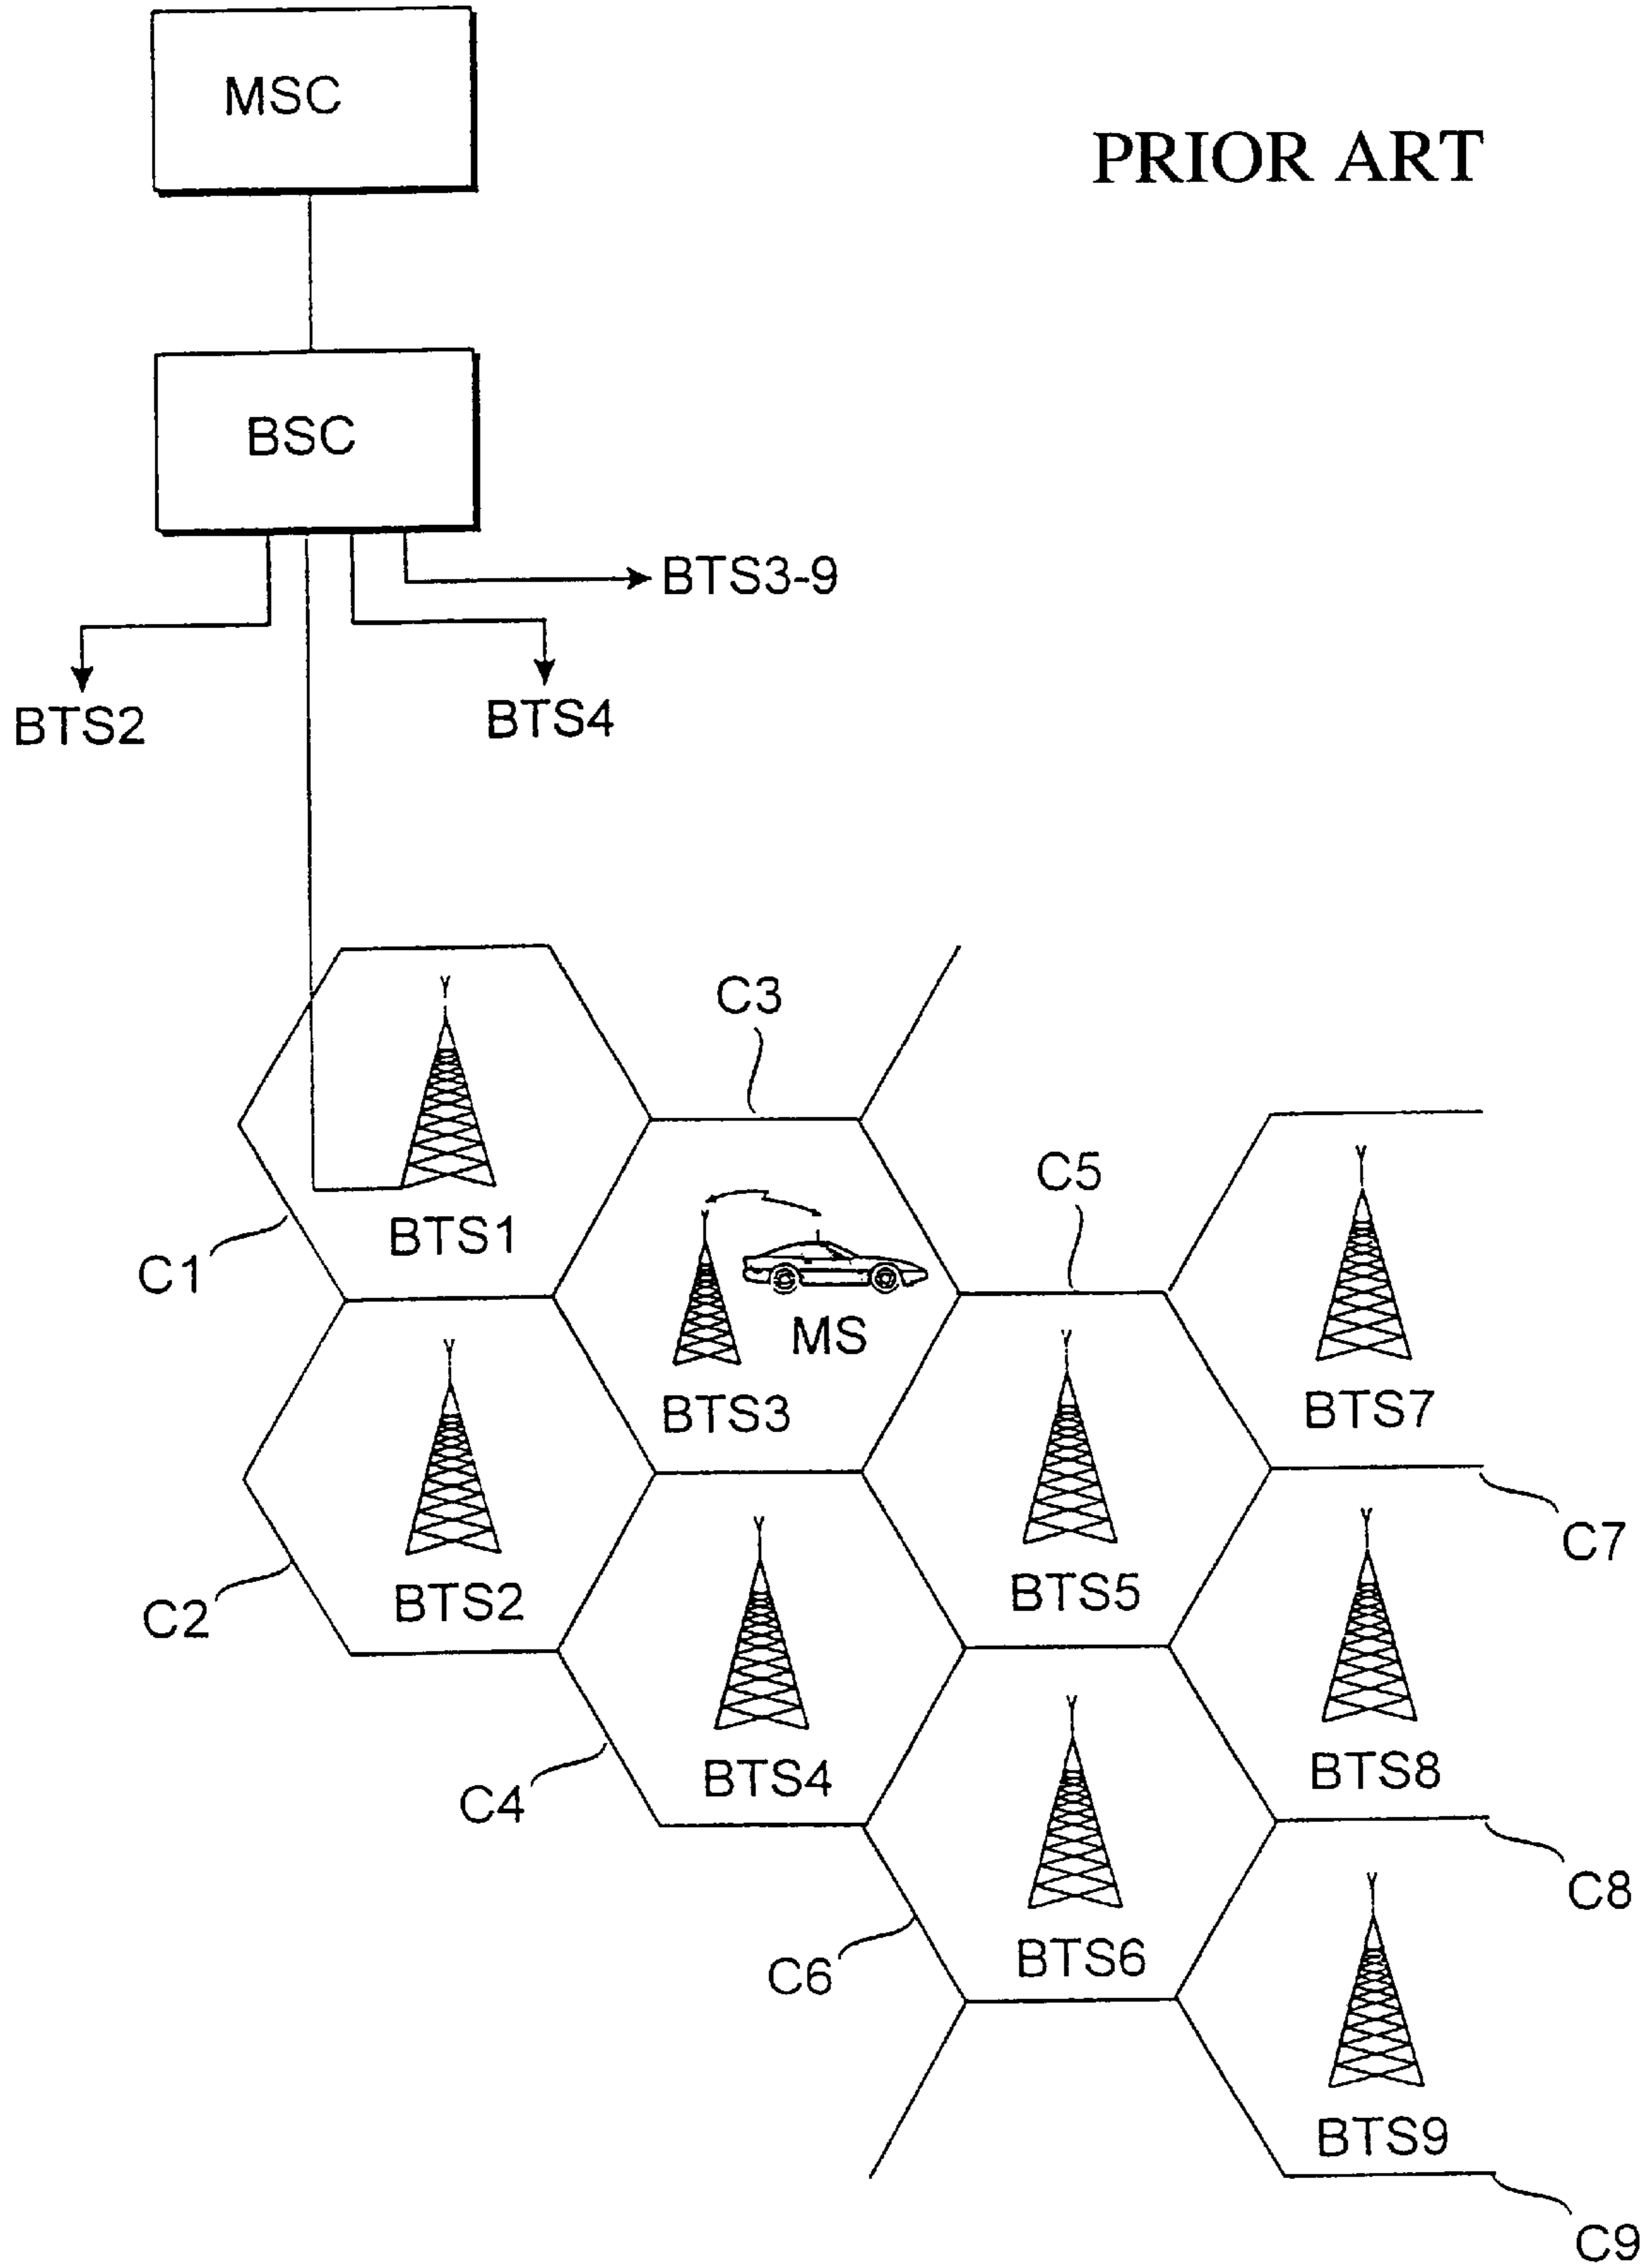 MSC
PRIOR ART
BSC
BTS3-9
BTS2
BTS4
C3
C5
BTS1
C1
MS
BTS3
BTS7
C7
BTS2
BTS5
C2
BTS4
BTS8
C4
C8
BTS6
C6
BTS9
C9